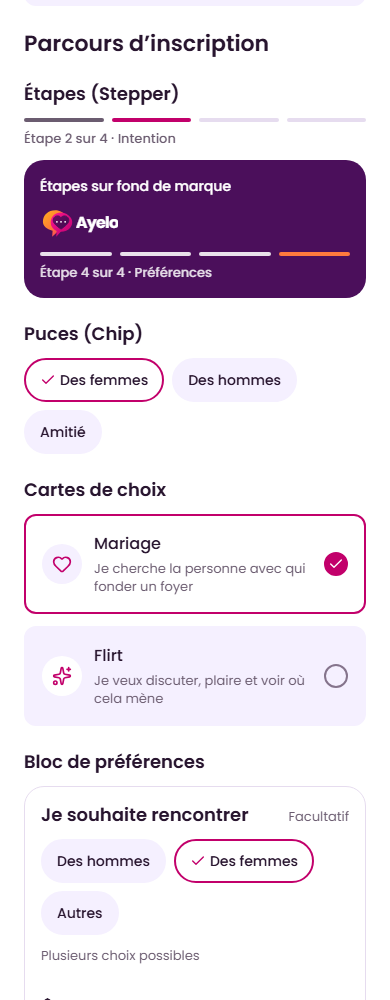 Parcours d’inscription
Étapes (Stepper)
Étape 2 sur 4 · Intention
Étapes sur fond de marque
Ayelo
Étape 4 sur 4 · Préférences
Puces (Chip)
Des femmes
Des hommes
Amitié
Cartes de choix
Mariage
Je cherche la personne avec qui
fonder un foyer
Flirt
Je veux discuter, plaire et voir où
cela mène
Bloc de préférences
Je souhaite rencontrer
Facultatif
Des hommes
Des femmes
Autres
Plusieurs choix possibles